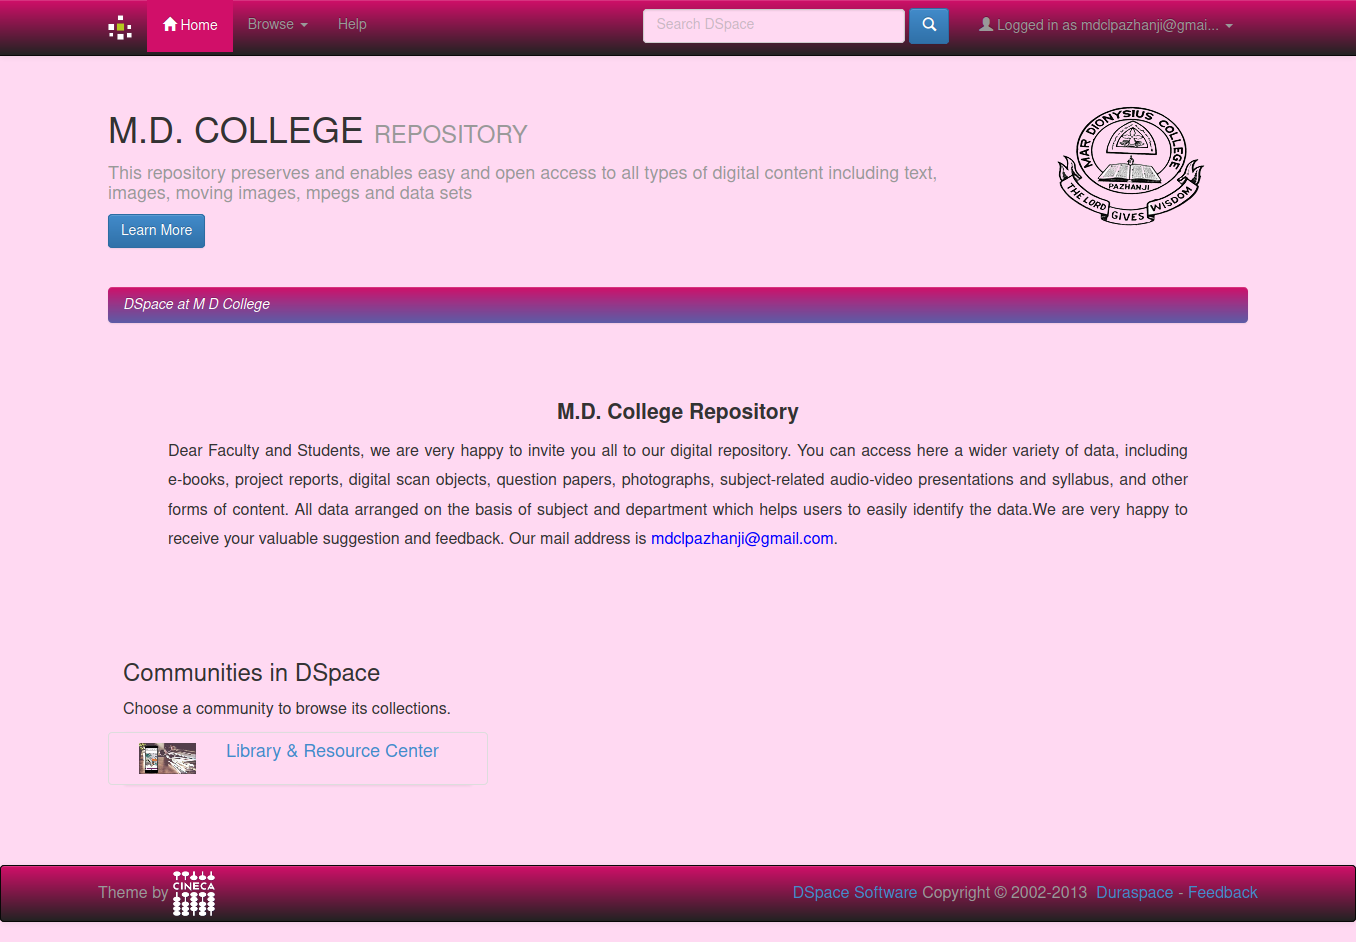 Home Browse Help Search DSpace Logged in as mdclpazhanji@gmai...
M.D. COLLEGE REPOSITORY
This repository preserves and enables easy and open access to all types of digital content including text,
images, moving images, mpegs and data sets
Learn More
MAR DIONYSIUS COLLEGE
PAZHANJI
THE LORD GIVES WISDOM
DSpace at M D College
M.D. College Repository
Dear Faculty and Students, we are very happy to invite you all to our digital repository. You can access here a wider variety of data, including
e-books, project reports, digital scan objects, question papers, photographs, subject-related audio-video presentations and syllabus, and other
forms of content. All data arranged on the basis of subject and department which helps users to easily identify the data.We are very happy to
receive your valuable suggestion and feedback. Our mail address is mdclpazhanji@gmail.com.
Communities in DSpace
Choose a community to browse its collections.
Library & Resource Center
Theme by CINECA DSpace Software Copyright © 2002-2013 Duraspace - Feedback